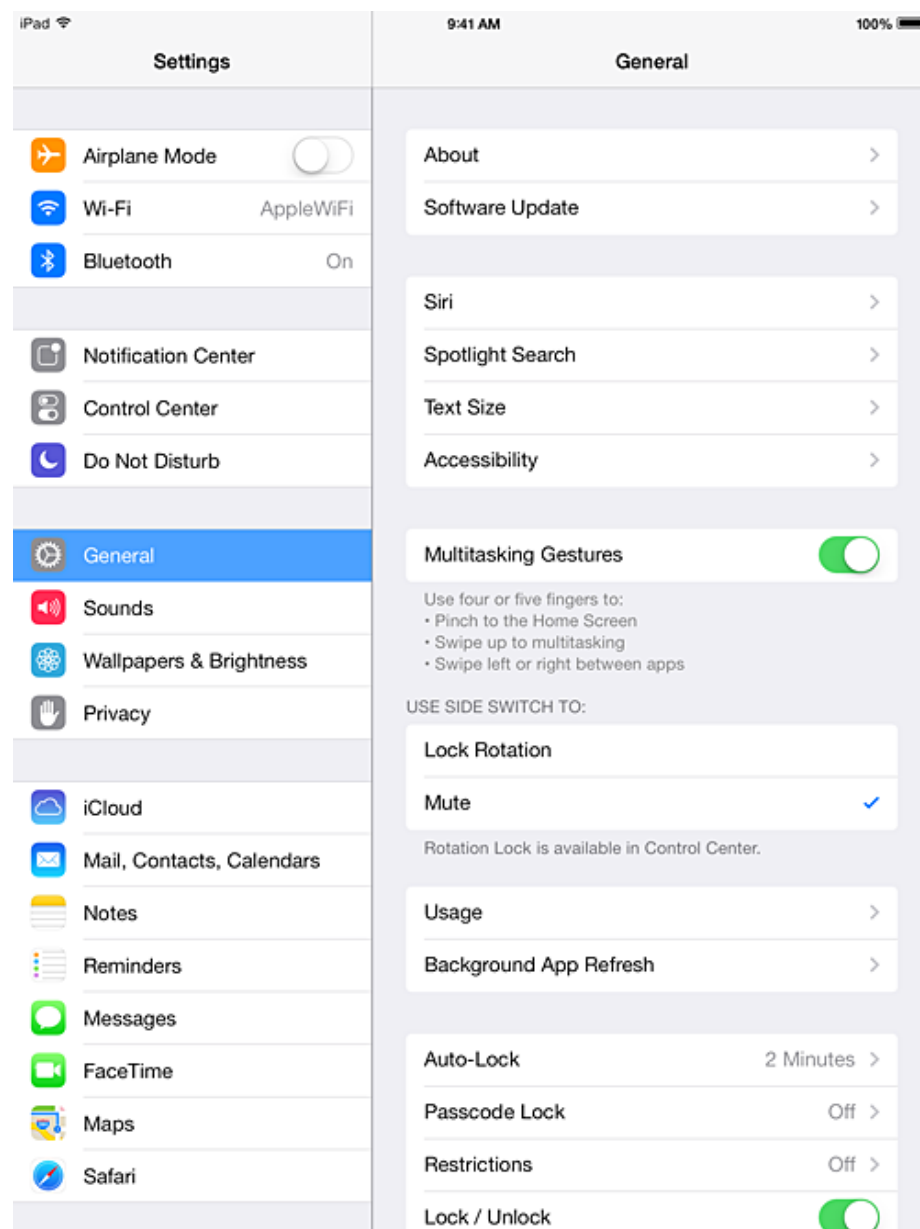 iPad 9:41 AM 100%
Settings
Airplane Mode
Wi-Fi AppleWiFi
Bluetooth On
Notification Center
Control Center
Do Not Disturb
General
Sounds
Wallpapers & Brightness
Privacy
iCloud
Mail, Contacts, Calendars
Notes
Reminders
Messages
FaceTime
Maps
Safari
General
About
Software Update
Siri
Spotlight Search
Text Size
Accessibility
Multitasking Gestures
Use four or five fingers to:
• Pinch to the Home Screen
• Swipe up to multitasking
• Swipe left or right between apps
USE SIDE SWITCH TO:
Lock Rotation
Mute
Rotation Lock is available in Control Center.
Usage
Background App Refresh
Auto-Lock 2 Minutes
Passcode Lock Off
Restrictions Off
Lock / Unlock